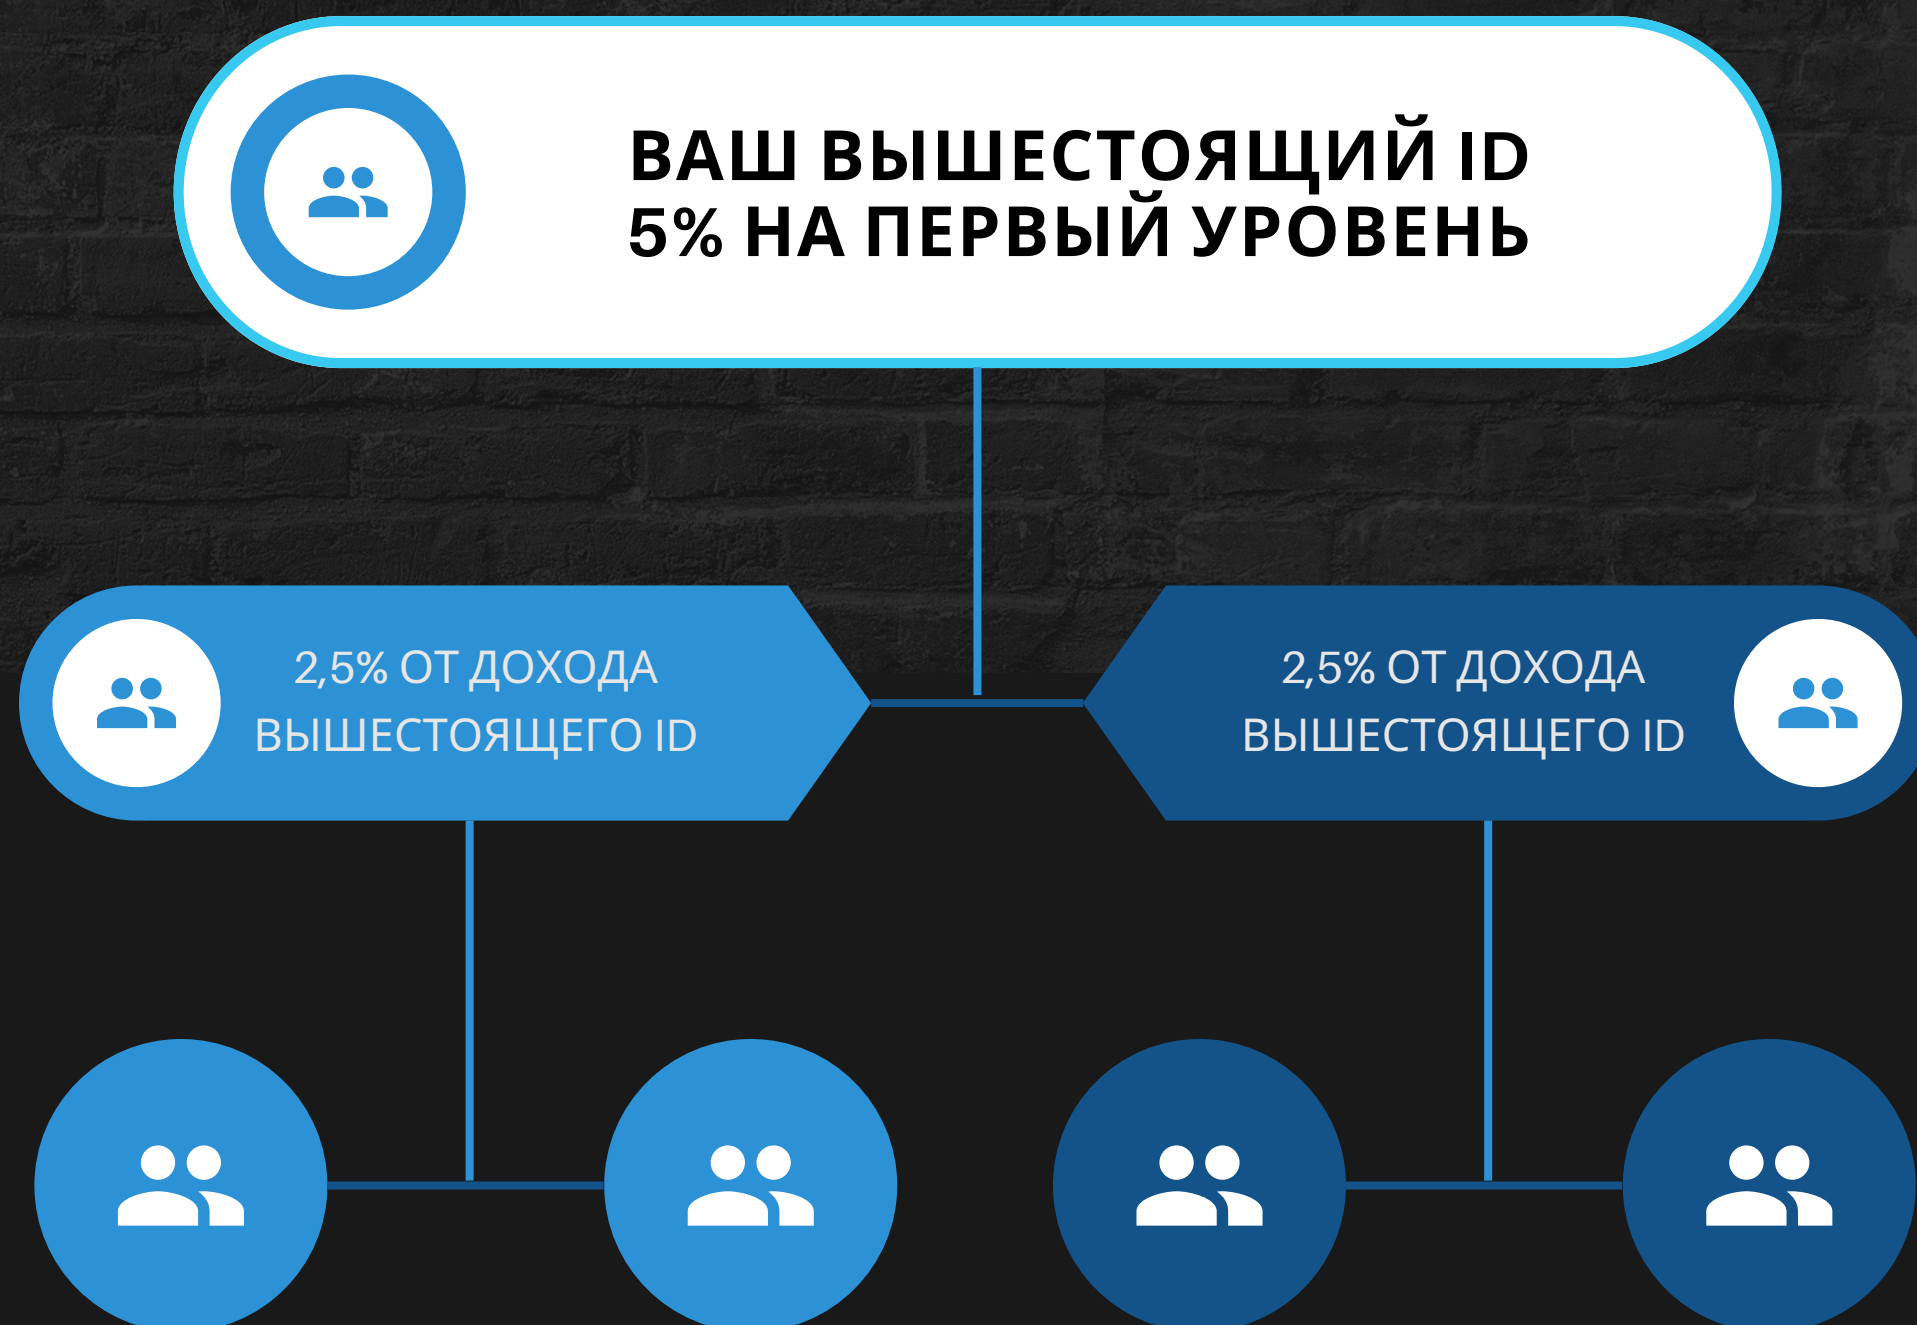 ВАШ ВЫШЕСТОЯЩИЙ ID
5% НА ПЕРВЫЙ УРОВЕНЬ
2,5% ОТ ДОХОДА
ВЫШЕСТОЯЩЕГО ID
2,5% ОТ ДОХОДА
ВЫШЕСТОЯЩЕГО ID